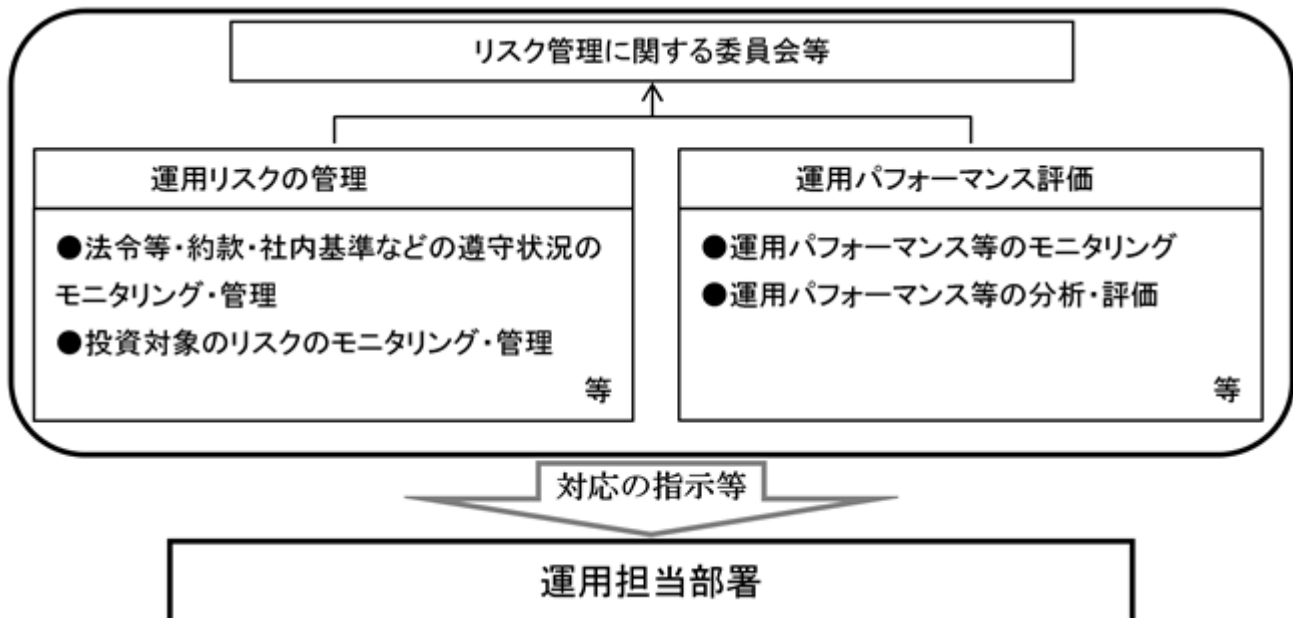 リスク管理に関する委員会等
運用リスクの管理
●法令等・約款・社内基準などの遵守状況の
モニタリング・管理
●投資対象のリスクのモニタリング・管理
等
運用パフォーマンス評価
●運用パフォーマンス等のモニタリング
●運用パフォーマンス等の分析・評価
等
対応の指示等
運用担当部署